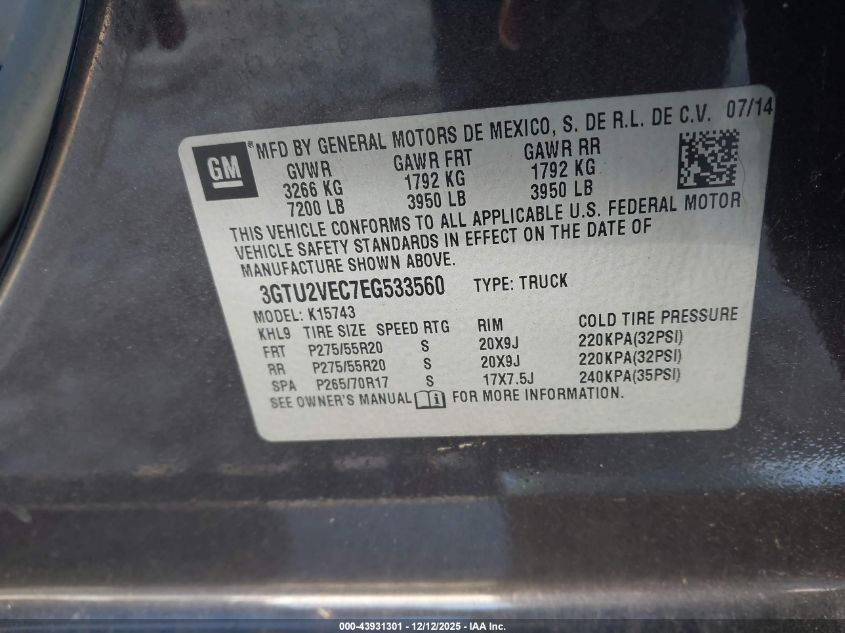 GM
® MFD BY GENERAL MOTORS DE MEXICO, S. DE R.L. DE C.V. 07/14
GVWR GAWR FRT GAWR RR
3266 KG 1792 KG 1792 KG
7200 LB 3950 LB 3950 LB
THIS VEHICLE CONFORMS TO ALL APPLICABLE U.S. FEDERAL MOTOR
VEHICLE SAFETY STANDARDS IN EFFECT ON THE DATE OF
MANUFACTURE SHOWN ABOVE.
3GTU2VEC7EG533560 TYPE: TRUCK
MODEL: K15743
KHL9 TIRE SIZE SPEED RTG RIM COLD TIRE PRESSURE
FRT P275/55R20 S 20X9J 220KPA(32PSI)
RR P275/55R20 S 20X9J 220KPA(32PSI)
SPA P265/70R17 S 17X7.5J 240KPA(35PSI)
SEE OWNER'S MANUAL i FOR MORE INFORMATION.
000-43931301 - 12/12/2025 - IAA Inc.